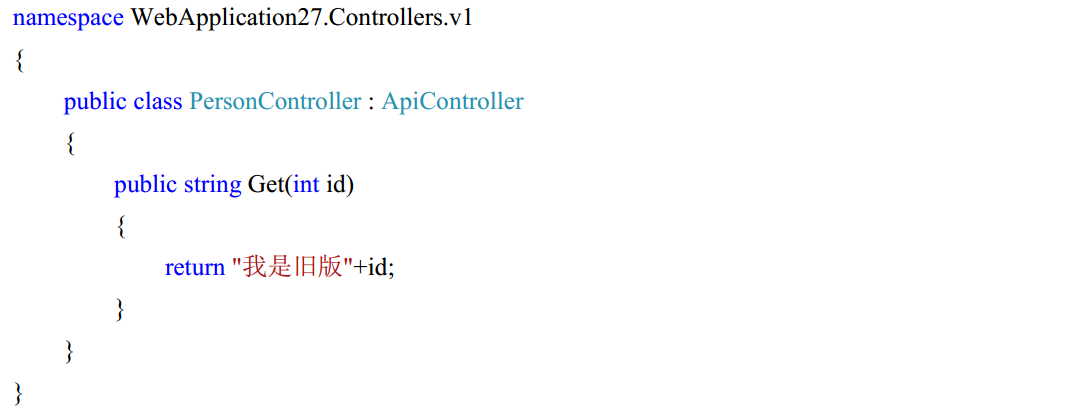 namespace WebApplication27.Controllers.v1
{
public class PersonController : ApiController
{
public string Get(int id)
{
return "我是旧版"+id;
}
}
}